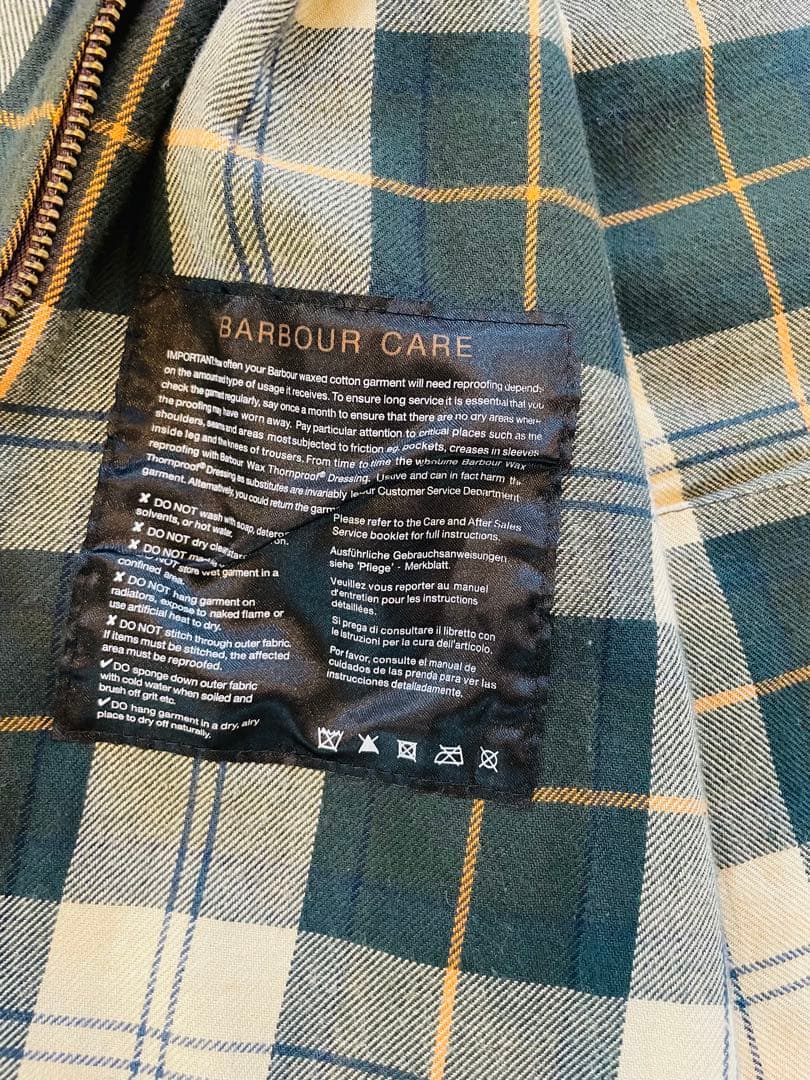 BARBOUR CARE
IMPORTANT often your Barbour waxed cotton garment will need reproofing depends
on the amount type of usage it receives. To ensure long service it is essential that you
check the garment regularly, say once a month to ensure that there are no dry areas where
the proofing may have worn away. Pay particular attention to critical places such as the
shoulders, seams and areas most subjected to friction eg. pockets, creases in sleeves
inside leg and the knees of trousers. From time to time the whole
reproofing with Barbour Wax Thornproof® Dressing. Barbour Wax
Thornproof® Dressing as substitutes are invariably and can in fact harm the
garment. Alternatively, you could return the garment Customer Service Department
✘ DO NOT wash with soap,
solvents, or hot water.
✘ DO NOT dry clean
✘ DO NOT
DO NOT store wet garment in a
confined area.
✘ DO NOT hang garment on
radiators, expose to naked flame or
use artificial heat to dry.
✘ DO NOT stitch through outer fabric.
If items must be stitched, the affected
area must be reproofed.
✔ DO sponge down outer fabric
with cold water when soiled and
brush off grit etc.
✔ DO hang garment in a dry, airy
place to dry off naturally.
Please refer to the Care and After Sales
Service booklet for full instructions.
Ausführliche Gebrauchsanweisungen
siehe 'Pflege' - Merkblatt.
Veuillez vous reporter au manuel
d'entretien pour les instructions
détaillées.
Si prega di consultare il libretto con
le istruzioni per la cura dell'articolo.
Por favor, consulte el manual de
cuidados de las prenda para ver las
instrucciones detalladamente.